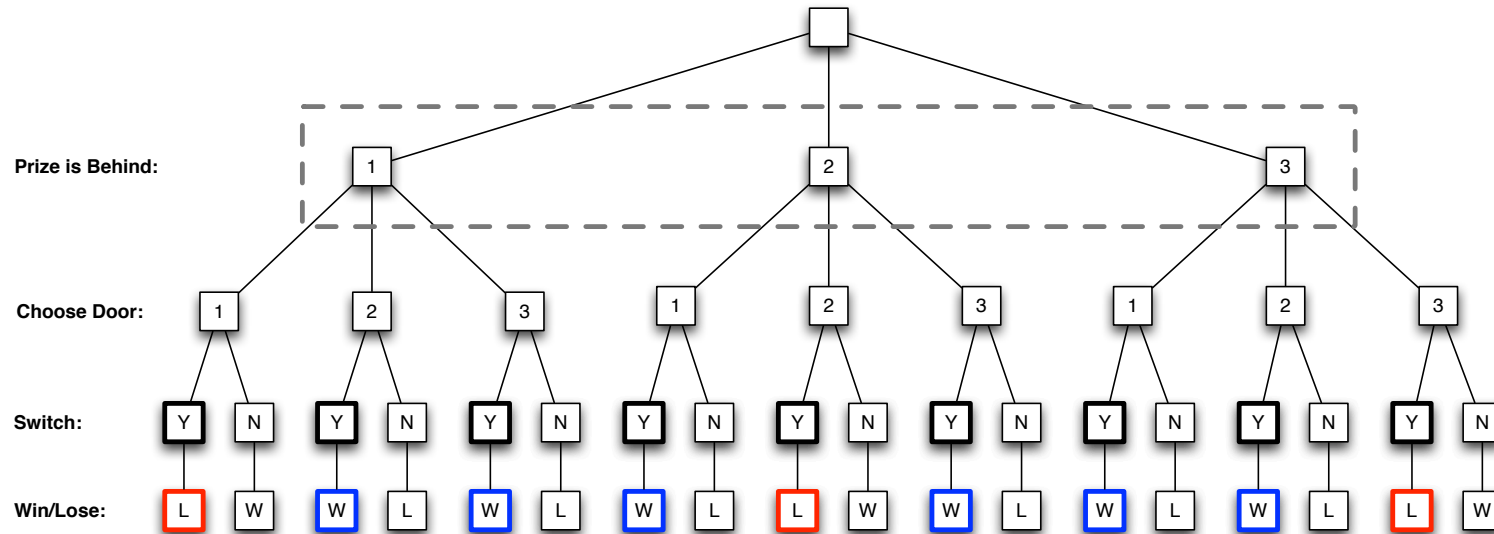 Prize is Behind: 1 2 3
Choose Door: 1 2 3 1 2 3 1 2 3
Switch: Y N Y N Y N Y N Y N Y N Y N Y N Y N
Win/Lose: L W W L W L W L L W W L W L W L L W